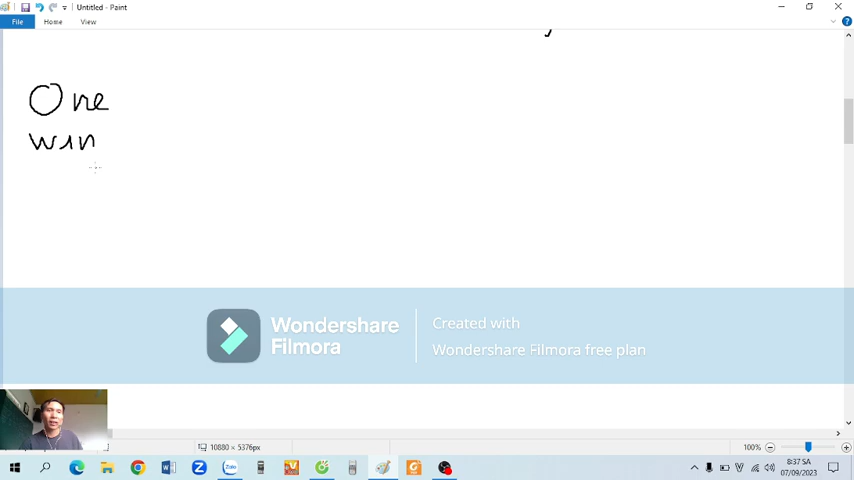 Untitled - Paint
File Home View
One
win
Wondershare
Filmora
Created with
Wondershare Filmora free plan
10880 × 5376px
100%
Zalo
8:37 SA
07/09/2023